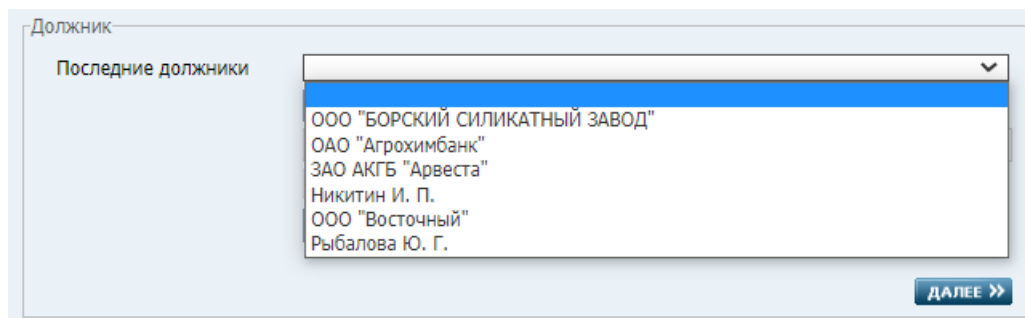 Должник
Последние должники
ООО "БОРСКИЙ СИЛИКАТНЫЙ ЗАВОД"
ОАО "Агрохимбанк"
ЗАО АКГБ "Арвеста"
Никитин И. П.
ООО "Восточный"
Рыбалова Ю. Г.
ДАЛЕЕ »